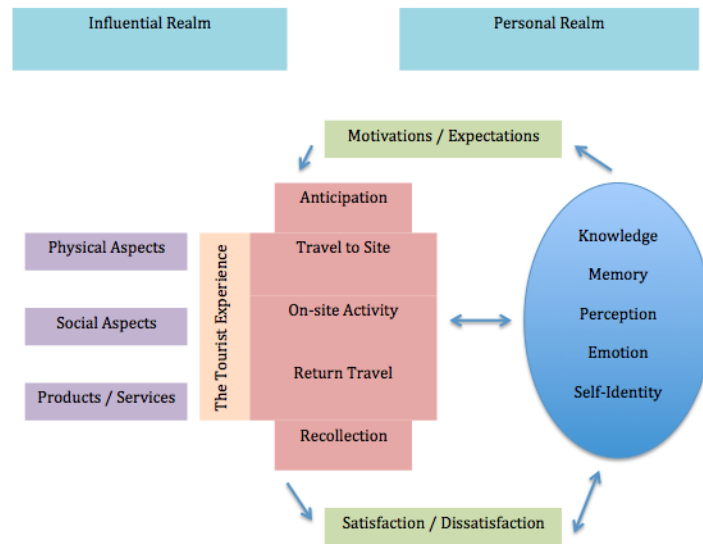 Influential Realm
Personal Realm
Motivations / Expectations
Anticipation
Travel to Site
On-site Activity
Return Travel
Recollection
The Tourist Experience
Physical Aspects
Social Aspects
Products / Services
Knowledge
Memory
Perception
Emotion
Self-Identity
Satisfaction / Dissatisfaction